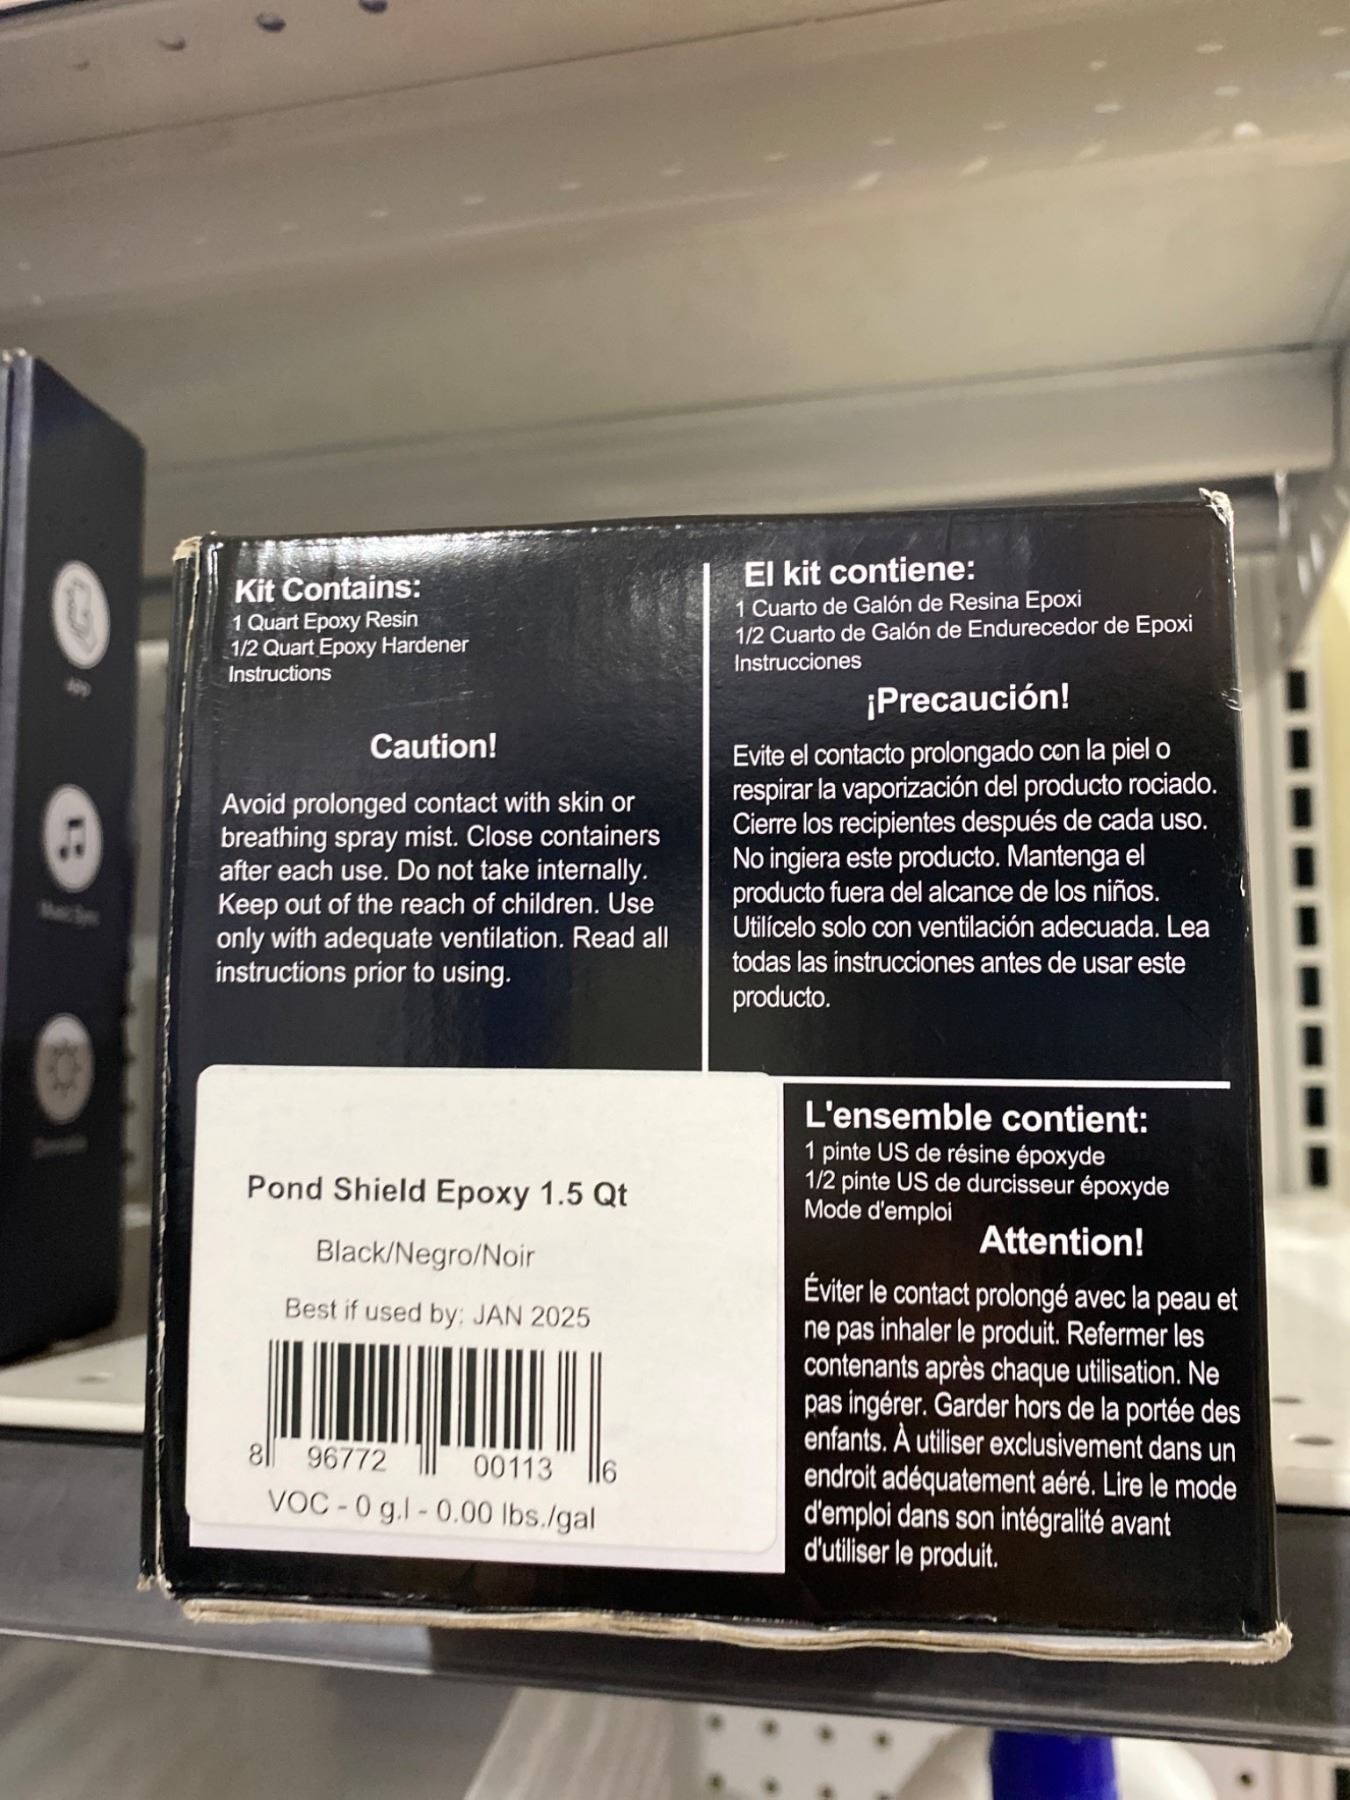 Kit Contains:
1 Quart Epoxy Resin
1/2 Quart Epoxy Hardener
Instructions
Caution!
Avoid prolonged contact with skin or
breathing spray mist. Close containers
after each use. Do not take internally.
Keep out of the reach of children. Use
only with adequate ventilation. Read all
instructions prior to using.
El kit contiene:
1 Cuarto de Galón de Resina Epoxi
1/2 Cuarto de Galón de Endurecedor de Epoxi
Instrucciones
¡Precaución!
Evite el contacto prolongado con la piel o
respirar la vaporización del producto rociado.
Cierre los recipientes después de cada uso.
No ingiera este producto. Mantenga el
producto fuera del alcance de los niños.
Utilícelo solo con ventilación adecuada. Lea
todas las instrucciones antes de usar este
producto.
Pond Shield Epoxy 1.5 Qt
Black/Negro/Noir
Best if used by: JAN 2025
8 96772 00113 6
VOC - 0 g.l - 0.00 lbs./gal
L'ensemble contient:
1 pinte US de résine époxyde
1/2 pinte US de durcisseur époxyde
Mode d'emploi
Attention!
Éviter le contact prolongé avec la peau et
ne pas inhaler le produit. Refermer les
contenants après chaque utilisation. Ne
pas ingérer. Garder hors de la portée des
enfants. À utiliser exclusivement dans un
endroit adéquatement aéré. Lire le mode
d'emploi dans son intégralité avant
d'utiliser le produit.